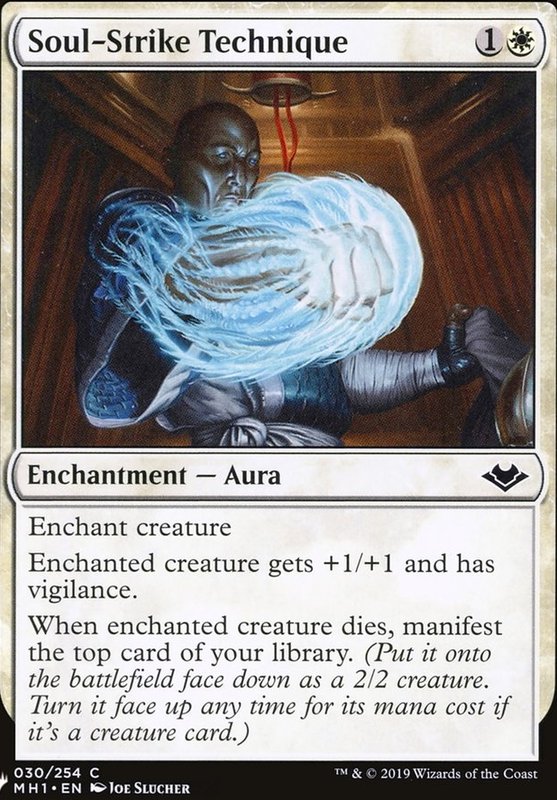 Soul-Strike Technique 1
Enchantment — Aura
Enchant creature
Enchanted creature gets +1/+1 and has
vigilance.
When enchanted creature dies, manifest
the top card of your library. (Put it onto
the battlefield face down as a 2/2 creature.
Turn it face up any time for its mana cost if
it's a creature card.)
030/254 C
MH1 • EN Joe Slucher
™ & © 2019 Wizards of the Coast